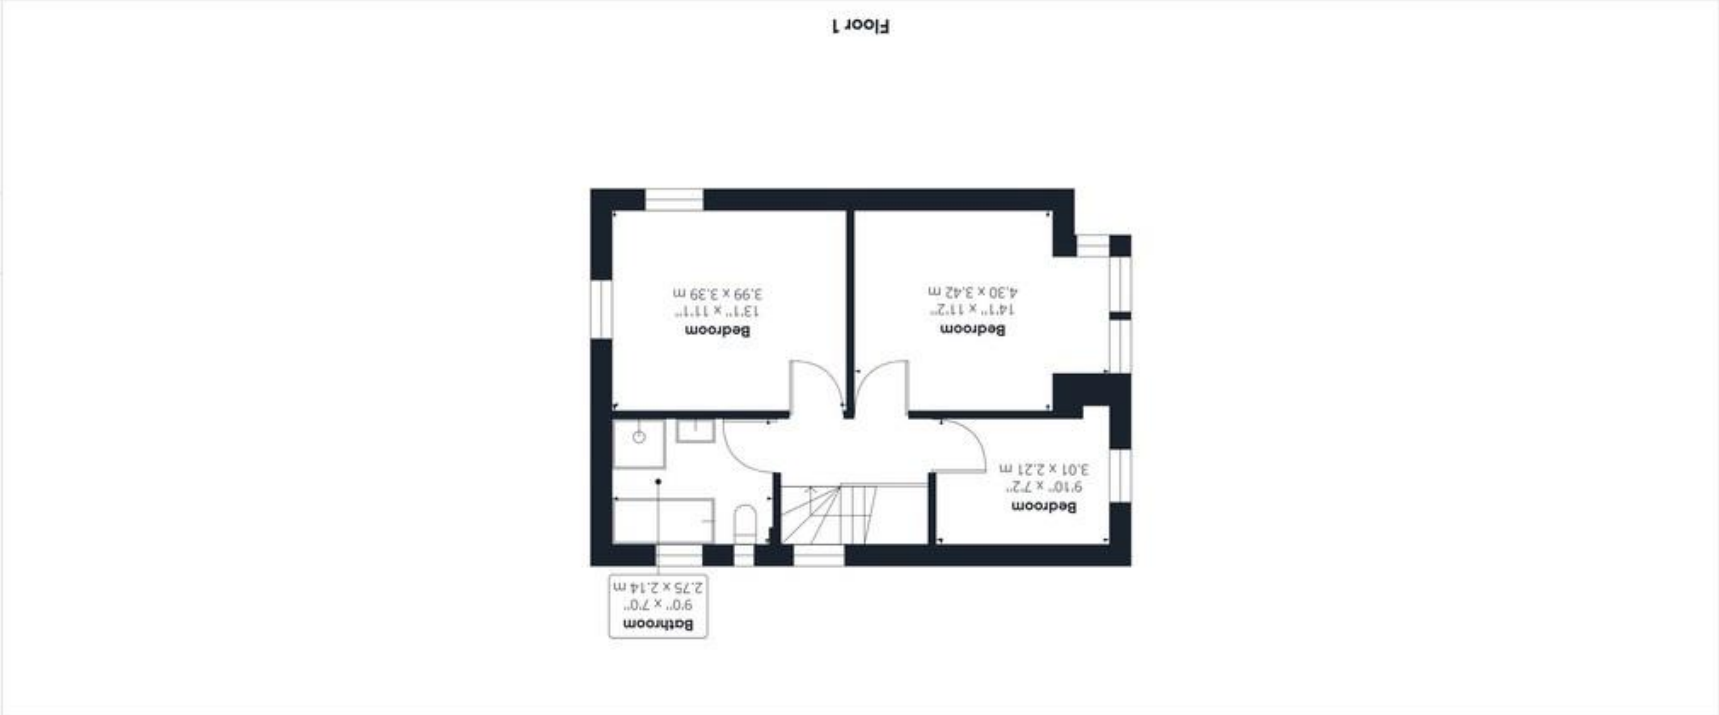 Bathroom
9'0" x 7'0"
2.75 x 2.14 m
Bedroom
9'10" x 7'2"
3.01 x 2.21 m
Bedroom
14'1" x 11'2"
4.30 x 3.42 m
Bedroom
13'1" x 11'1"
3.99 x 3.39 m
Floor 1